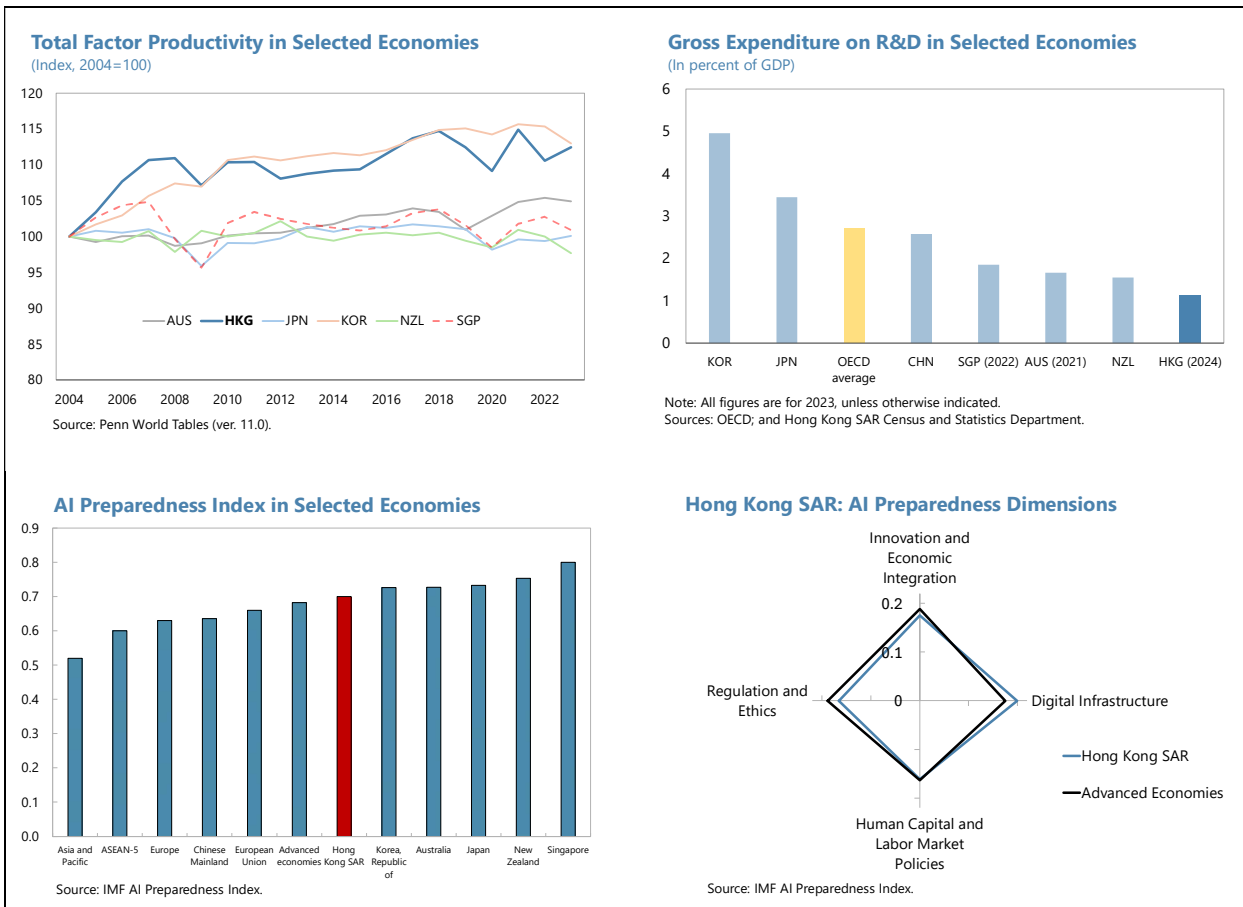 Total Factor Productivity in Selected Economies
(Index, 2004=100)
120
115
110
105
100
95
90
85
80
AUS HKG JPN KOR NZL SGP
2004 2006 2008 2010 2012 2014 2016 2018 2020 2022
Source: Penn World Tables (ver. 11.0).
Gross Expenditure on R&D in Selected Economies
(In percent of GDP)
6
5
4
3
2
1
0
KOR JPN OECD CHN SGP (2022) AUS (2021) NZL HKG (2024)
average
Note: All figures are for 2023, unless otherwise indicated.
Sources: OECD; and Hong Kong SAR Census and Statistics Department.
AI Preparedness Index in Selected Economies
0.9
0.8
0.7
0.6
0.5
0.4
0.3
0.2
0.1
0.0
Asia and ASEAN-5 Europe Chinese European Advanced Hong Korea, Australia Japan New Singapore
Pacific Mainland Union economies Kong SAR Republic Zealand
of
Source: IMF AI Preparedness Index.
Hong Kong SAR: AI Preparedness Dimensions
Innovation and
Economic
Integration
0.2
0.1
0
Regulation and
Ethics
Digital Infrastructure
Hong Kong SAR
Advanced Economies
Human Capital and
Labor Market
Policies
Source: IMF AI Preparedness Index.